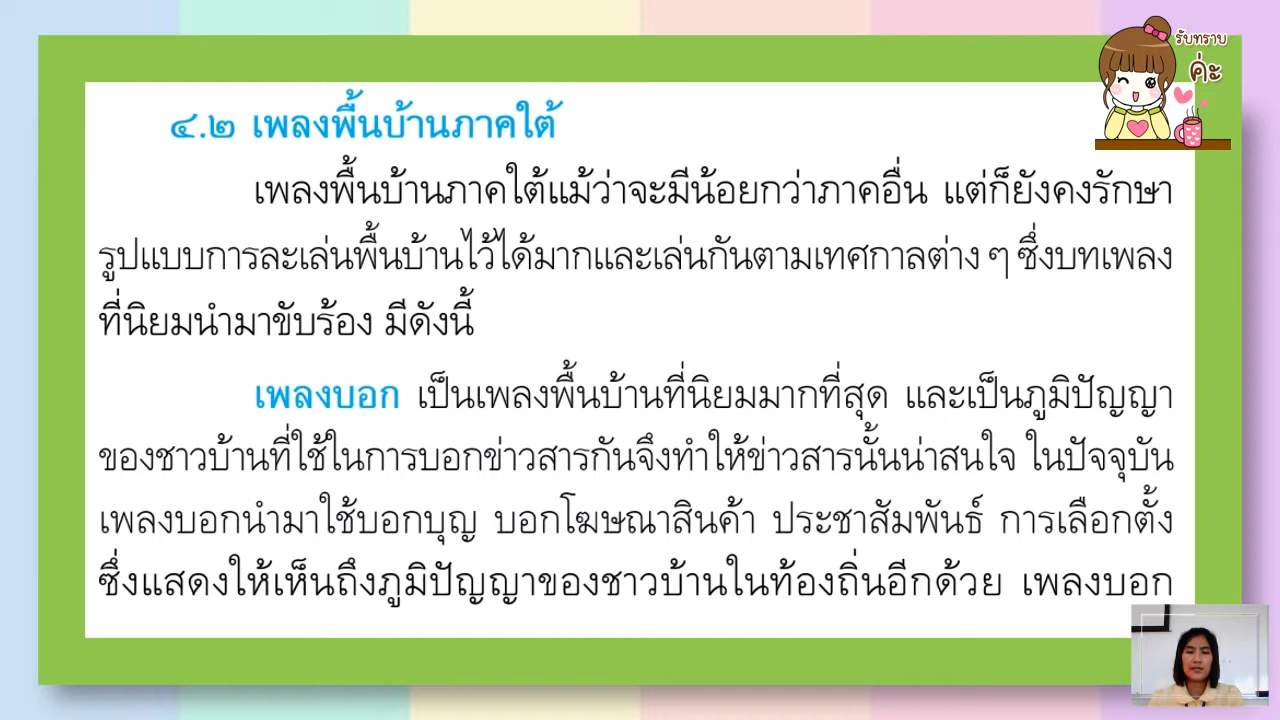 รับทราบ
ค่ะ
๔.๒ เพลงพื้นบ้านภาคใต้
เพลงพื้นบ้านภาคใต้แม้ว่าจะมีน้อยกว่าภาคอื่น แต่ก็ยังคงรักษา
รูปแบบการละเล่นพื้นบ้านไว้ได้มากและเล่นกันตามเทศกาลต่าง ๆ ซึ่งบทเพลง
ที่นิยมนำมาขับร้อง มีดังนี้
เพลงบอก เป็นเพลงพื้นบ้านที่นิยมมากที่สุด และเป็นภูมิปัญญา
ของชาวบ้านที่ใช้ในการบอกข่าวสารกันจึงทำให้ข่าวสารนั้นน่าสนใจ ในปัจจุบัน
เพลงบอกนำมาใช้บอกบุญ บอกโฆษณาสินค้า ประชาสัมพันธ์ การเลือกตั้ง
ซึ่งแสดงให้เห็นถึงภูมิปัญญาของชาวบ้านในท้องถิ่นอีกด้วย เพลงบอก